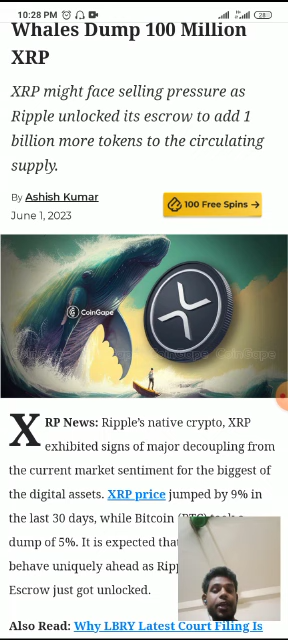 10:28 PM
28
Whales Dump 100 Million
XRP
XRP might face selling pressure as
Ripple unlocked its escrow to add 1
billion more tokens to the circulating
supply.
By Ashish Kumar
100 Free Spins →
June 1, 2023
CoinGape
XRP News: Ripple's native crypto, XRP
exhibited signs of major decoupling from
the current market sentiment for the biggest of
the digital assets. XRP price jumped by 9% in
the last 30 days, while Bitcoin
dump of 5%. It is expected that
behave uniquely ahead as
Escrow just got unlocked.
Also Read: Why LBRY Latest Court Filing Is